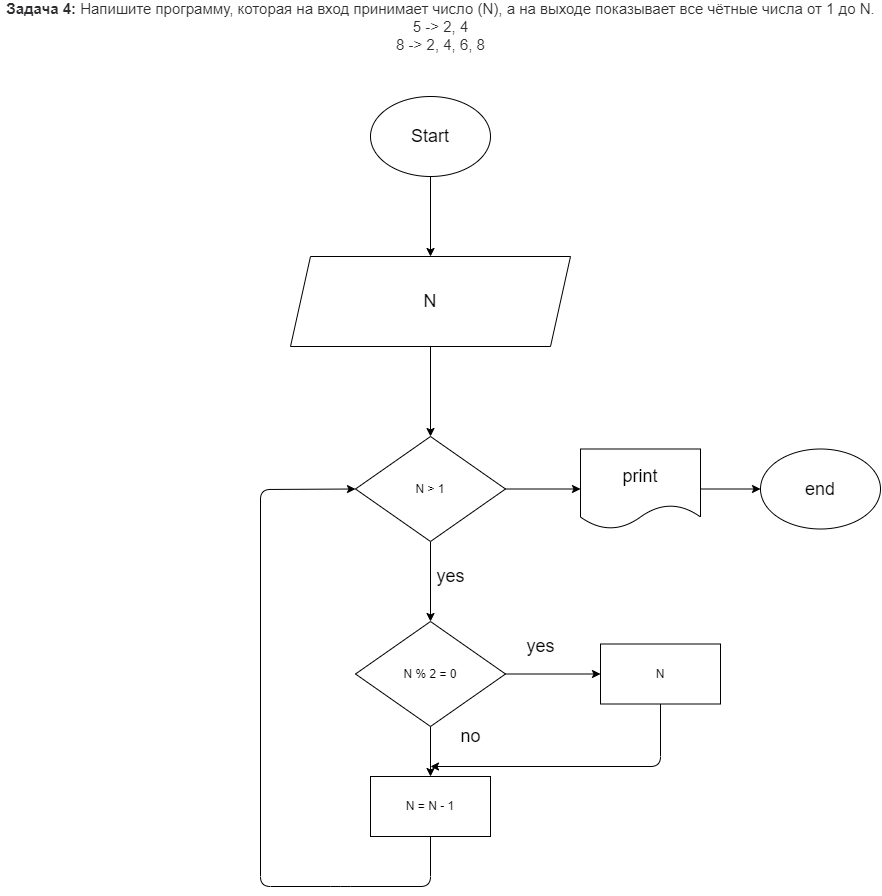 Задача 4: Напишите программу, которая на вход принимает число (N), а на выходе показывает все чётные числа от 1 до N.
5 -> 2, 4
8 -> 2, 4, 6, 8
Start
N
N > 1
print
end
yes
N % 2 = 0
yes
N
no
N = N - 1